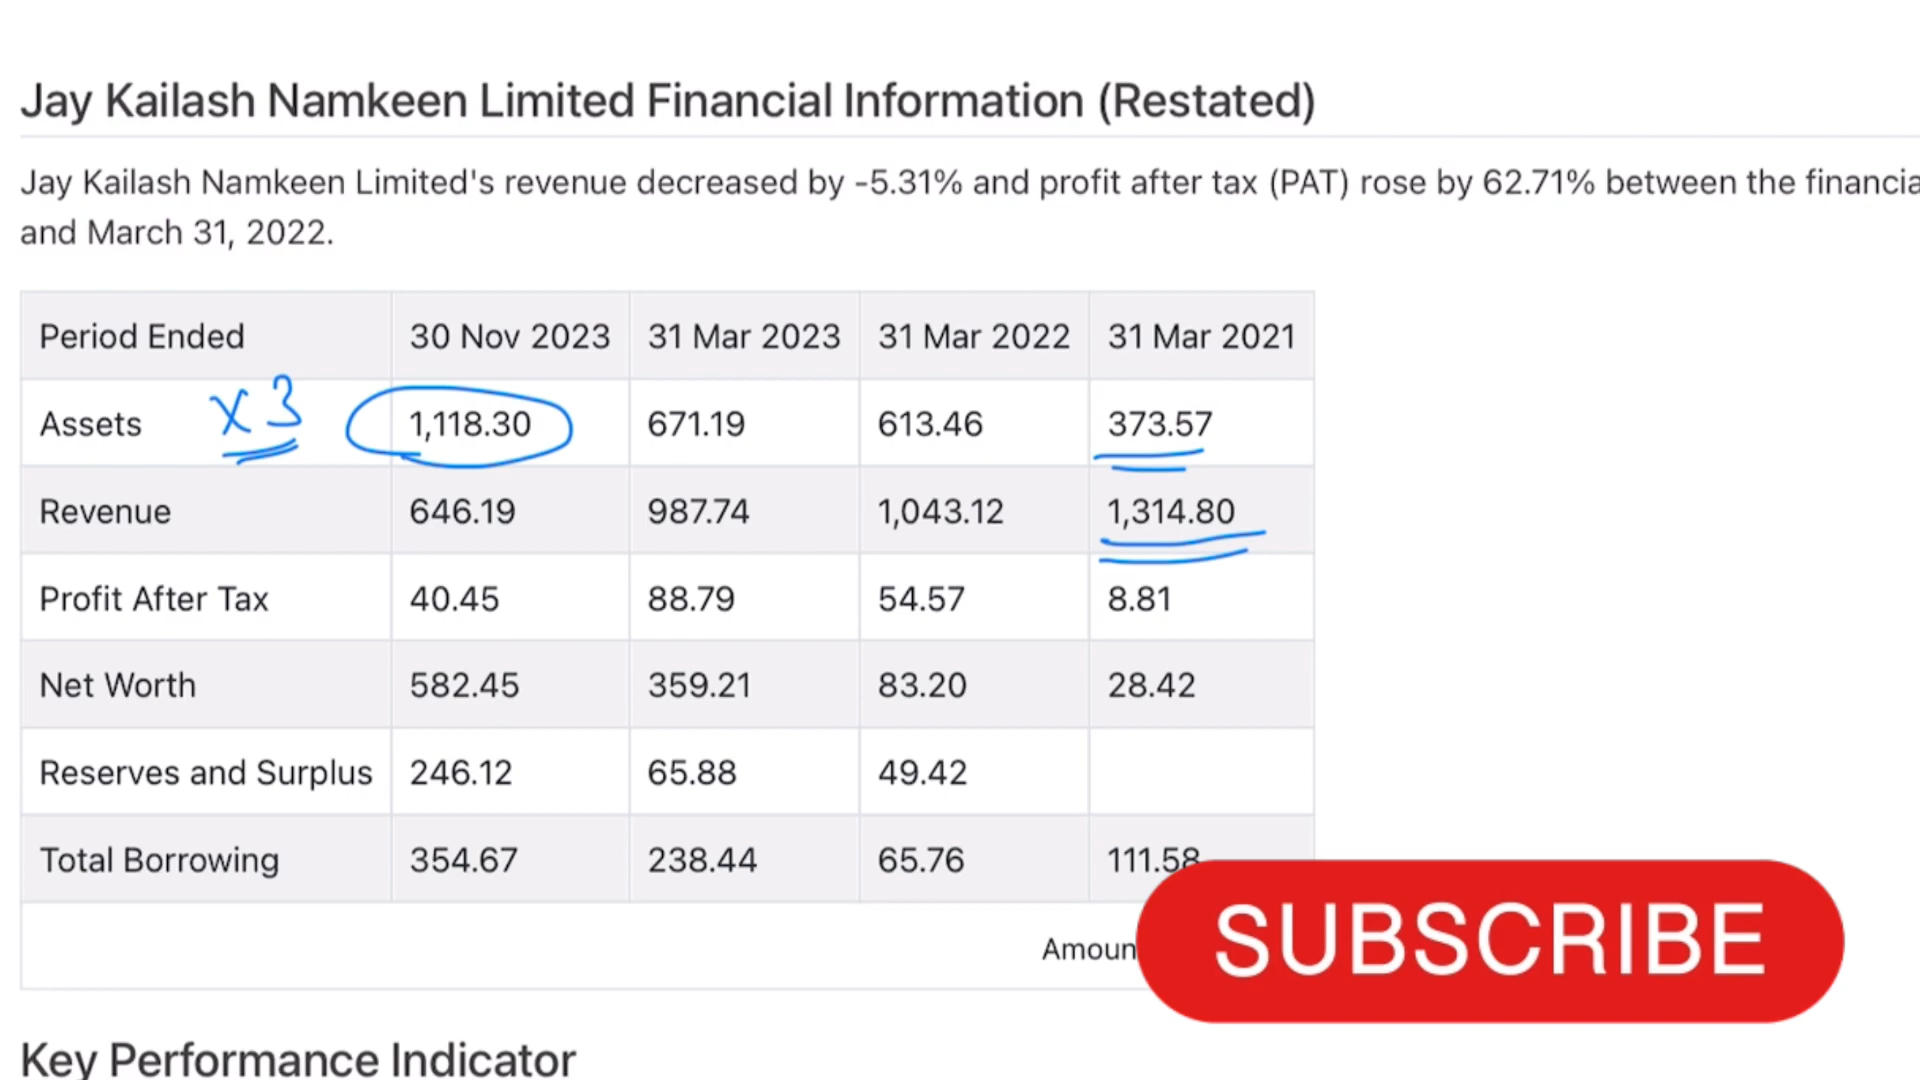 Jay Kailash Namkeen Limited Financial Information (Restated)
Jay Kailash Namkeen Limited's revenue decreased by -5.31% and profit after tax (PAT) rose by 62.71% between the financia
and March 31, 2022.
Period Ended 30 Nov 2023 31 Mar 2023 31 Mar 2022 31 Mar 2021
Assets x3 1,118.30 671.19 613.46 373.57
Revenue 646.19 987.74 1,043.12 1,314.80
Profit After Tax 40.45 88.79 54.57 8.81
Net Worth 582.45 359.21 83.20 28.42
Reserves and Surplus 246.12 65.88 49.42
Total Borrowing 354.67 238.44 65.76 111.58
Amoun
SUBSCRIBE
Key Performance Indicator